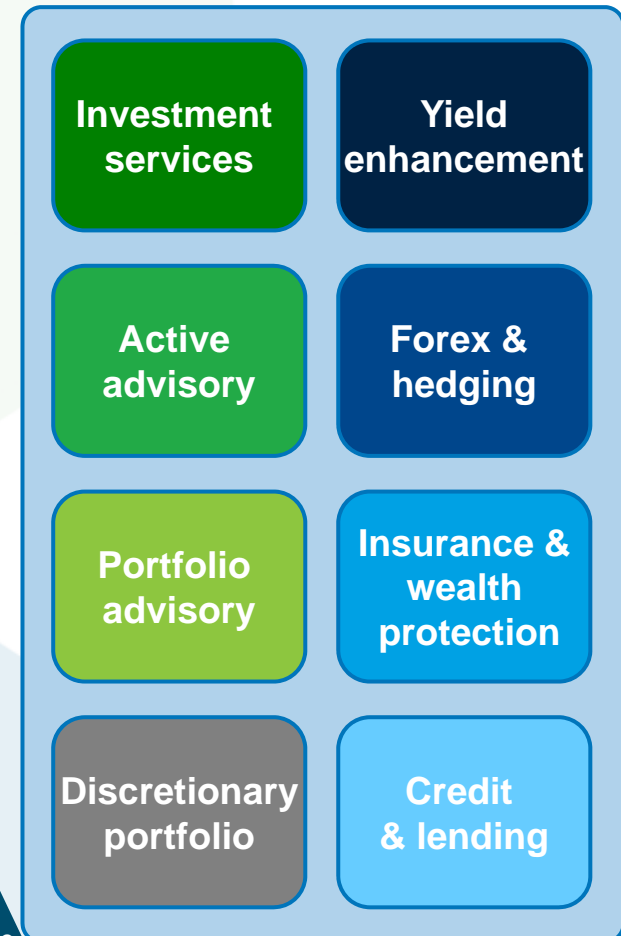 Investment
services
Yield
enhancement
Active
advisory
Forex &
hedging
Portfolio
advisory
Insurance &
wealth
protection
Discretionary
portfolio
Credit
& lending